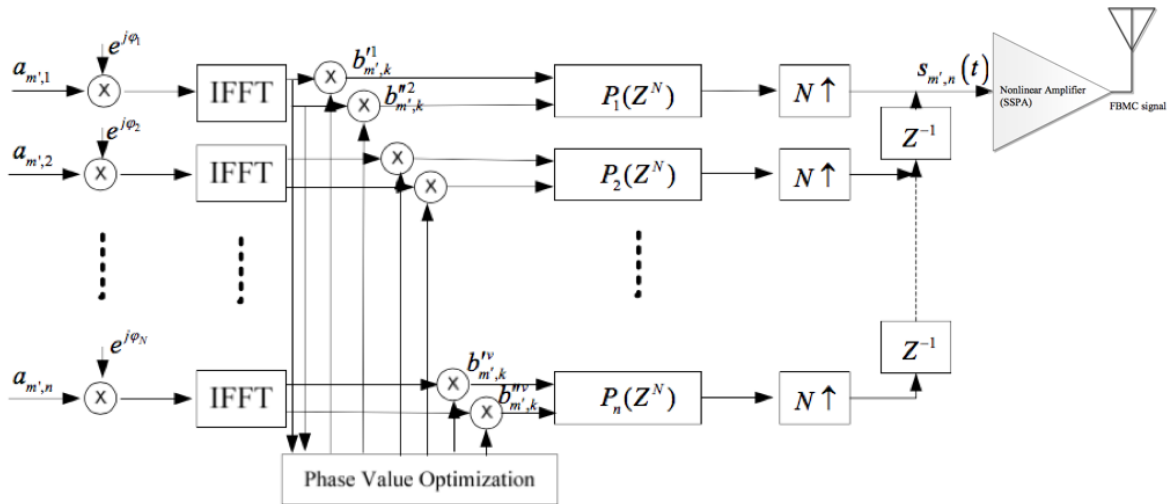 e^{jφ_1}
a_{m',1}
X
IFFT
X
b'^1_{m',k}
X
b''^2_{m',k}
P_1(Z^N)
N↑
s_{m',n}(t)
Nonlinear Amplifier
(SSPA)
FBMC signal
Z^{-1}
e^{jφ_2}
a_{m',2}
X
IFFT
X
X
P_2(Z^N)
N↑
e^{jφ_N}
a_{m',n}
X
IFFT
X
b'^v_{m',k}
X
b''^v_{m',k}
P_n(Z^N)
N↑
Z^{-1}
Phase Value Optimization